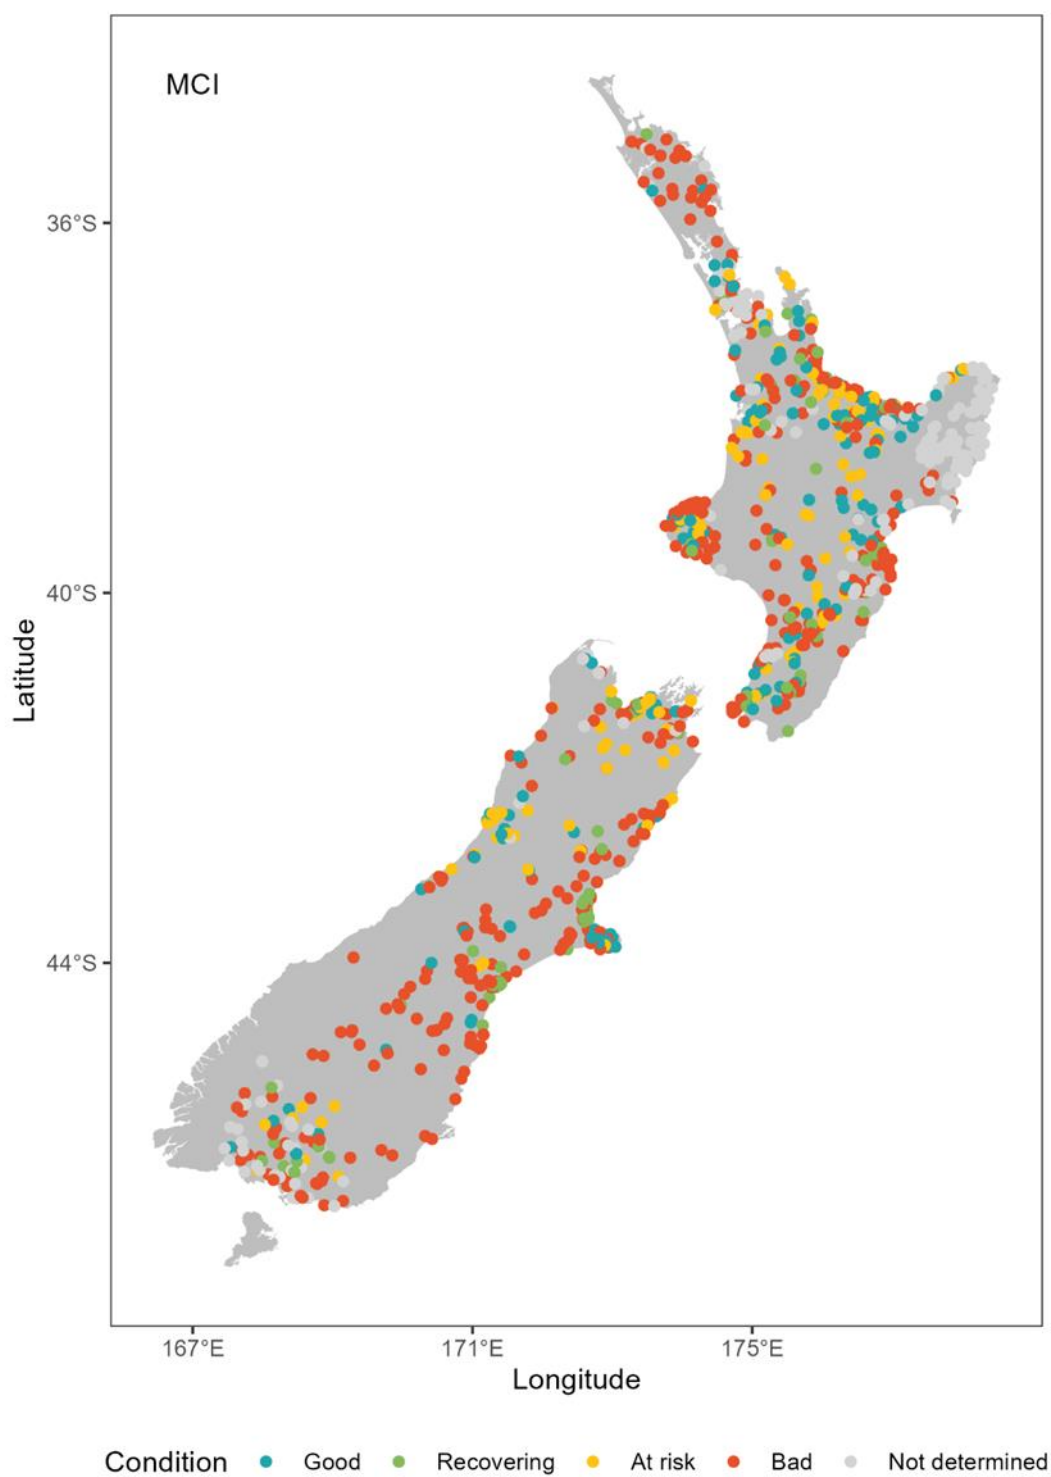 MCI
36°S
40°S
44°S
Latitude
167°E 171°E 175°E
Longitude
Condition Good Recovering At risk Bad Not determined